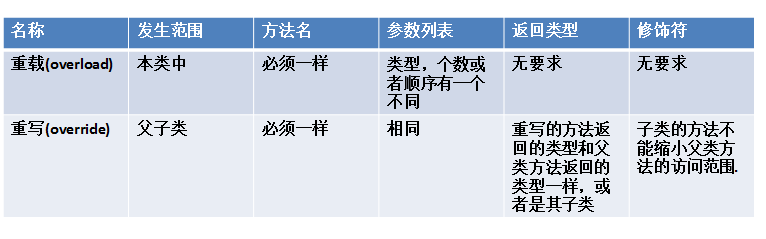 名称 发生范围 方法名 参数列表 返回类型 修饰符
重载(overload) 本类中 必须一样 类型，个数或 无要求 无要求
者顺序有一个
不同
重写(override) 父子类 必须一样 相同 重写的方法返 子类的方法不
回的类型和父 能缩小父类方
类方法返回的 法的访问范围.
类型一样，或
者是其子类